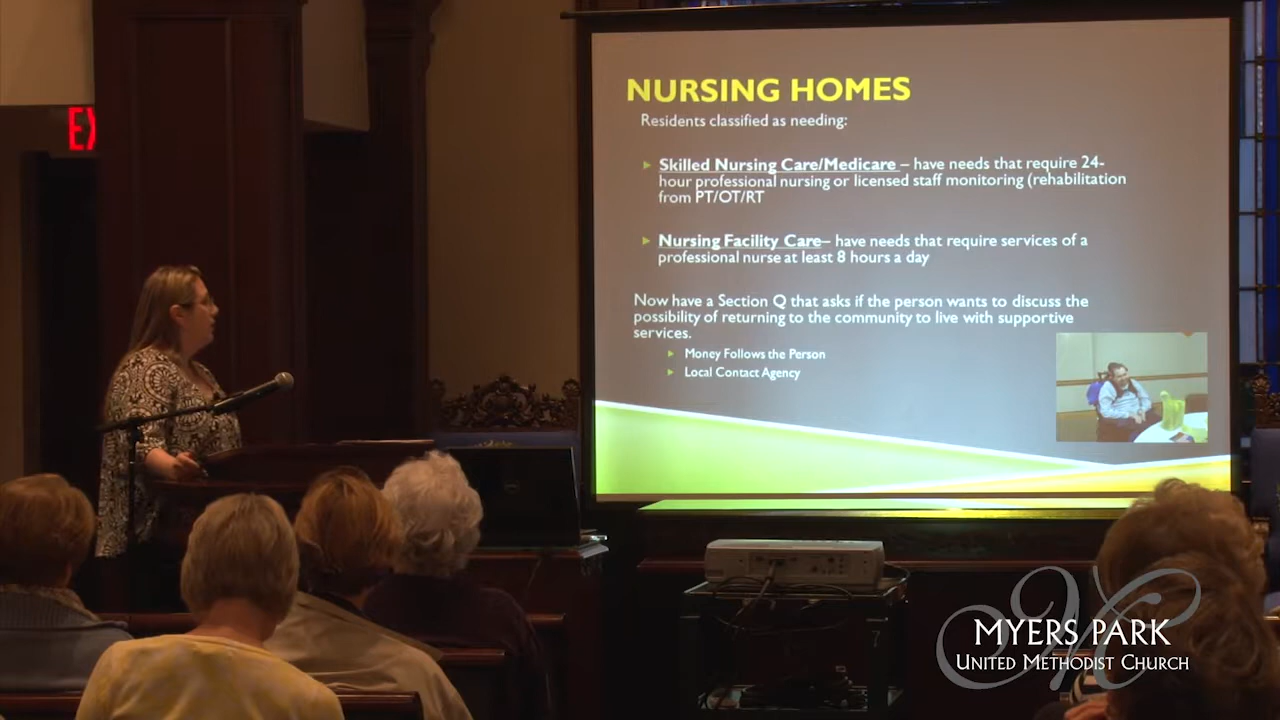 EX
NURSING HOMES
Residents classified as needing:
Skilled Nursing Care/Medicare – have needs that require 24-
hour professional nursing or licensed staff monitoring (rehabilitation
from PT/OT/RT
Nursing Facility Care– have needs that require services of a
professional nurse at least 8 hours a day
Now have a Section Q that asks if the person wants to discuss the
possibility of returning to the community to live with supportive
services.
Money Follows the Person
Local Contact Agency
MYERS PARK
UNITED METHODIST CHURCH